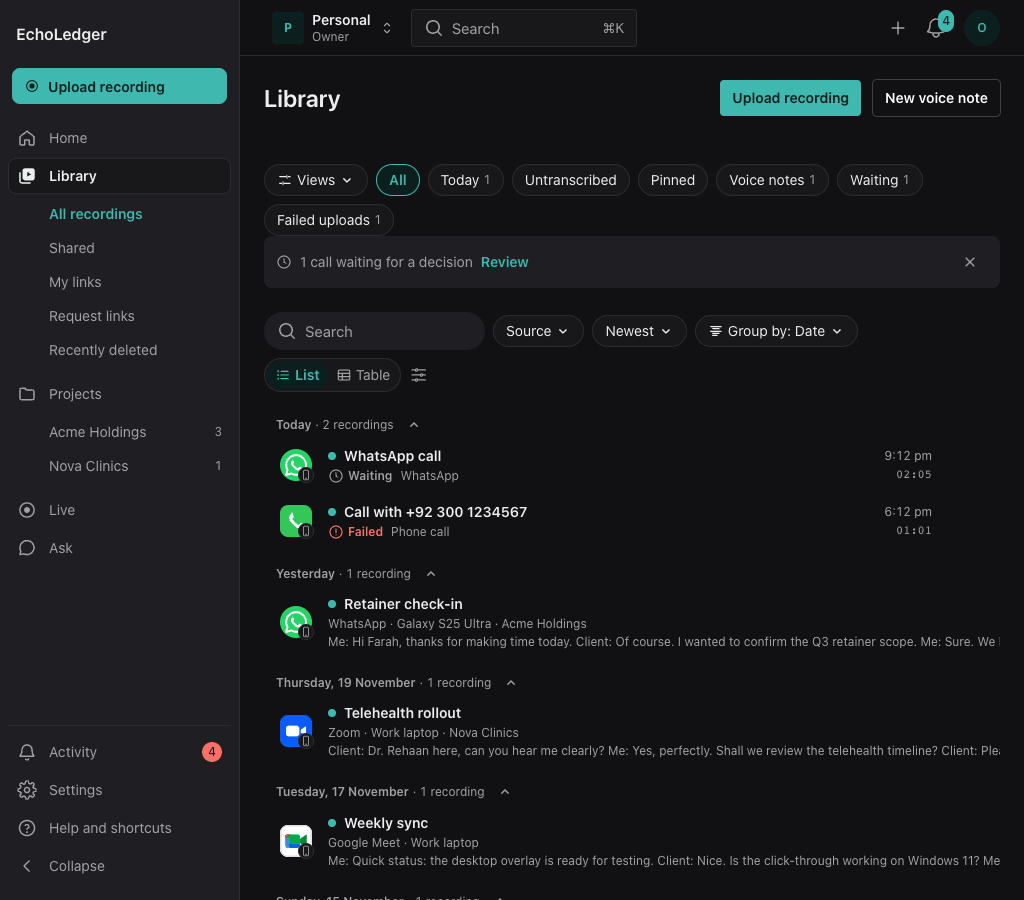 EchoLedger
Upload recording
Home
Library
All recordings
Shared
My links
Request links
Recently deleted
Projects
Acme Holdings 3
Nova Clinics 1
Live
Ask
Activity 4
Settings
Help and shortcuts
Collapse
P Personal
Owner
Search ⌘K
4
O
Library
Upload recording
New voice note
Views All Today 1 Untranscribed Pinned Voice notes 1 Waiting 1
Failed uploads 1
1 call waiting for a decision Review
Search Source Newest Group by: Date
List Table
Today · 2 recordings
WhatsApp call 9:12 pm
Waiting WhatsApp 02:05
Call with +92 300 1234567 6:12 pm
Failed Phone call 01:01
Yesterday · 1 recording
Retainer check-in
WhatsApp · Galaxy S25 Ultra · Acme Holdings
Me: Hi Farah, thanks for making time today. Client: Of course. I wanted to confirm the Q3 retainer scope. Me: Sure. We
Thursday, 19 November · 1 recording
Telehealth rollout
Zoom · Work laptop · Nova Clinics
Client: Dr. Rehaan here, can you hear me clearly? Me: Yes, perfectly. Shall we review the telehealth timeline? Client:
Tuesday, 17 November · 1 recording
Weekly sync
Google Meet · Work laptop
Me: Quick status: the desktop overlay is ready for testing. Client: Nice. Is the click-through working on Windows 11? Me
Sunday, 15 November · 1 recording